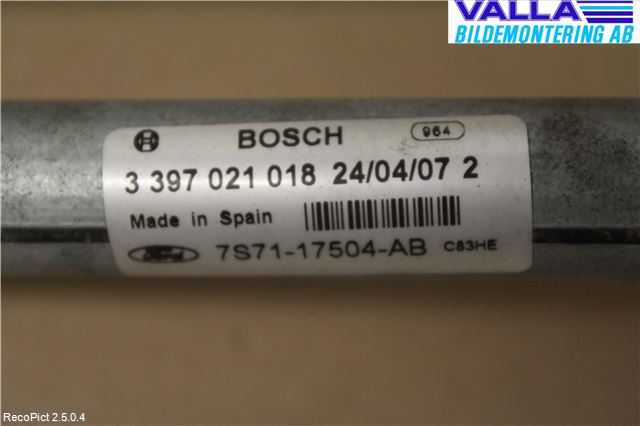 VALLA
BILDEMONTERING AB
BOSCH 964
3 397 021 018 24/04/07 2
Made in Spain
7S71-17504-AB C83HE
RecoPict 2.5.0.4